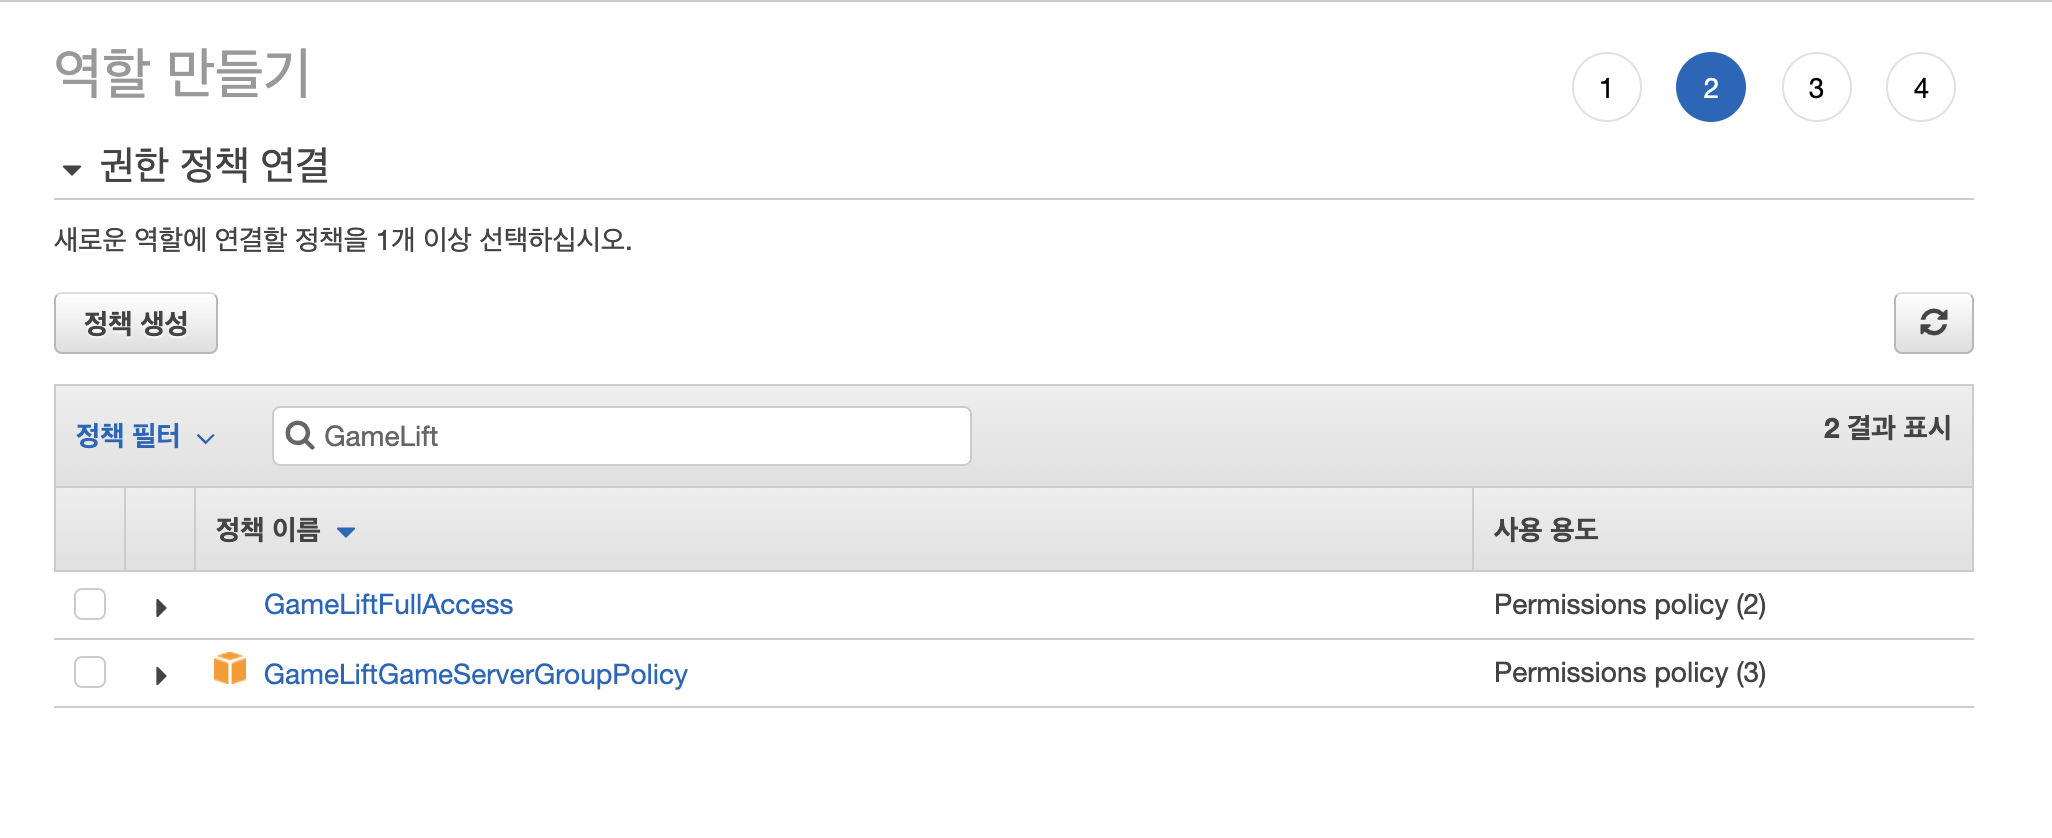 역할 만들기
1 2 3 4
권한 정책 연결
새로운 역할에 연결할 정책을 1개 이상 선택하십시오.
정책 생성
정책 필터 GameLift 2 결과 표시
정책 이름 사용 용도
GameLiftFullAccess Permissions policy (2)
GameLiftGameServerGroupPolicy Permissions policy (3)